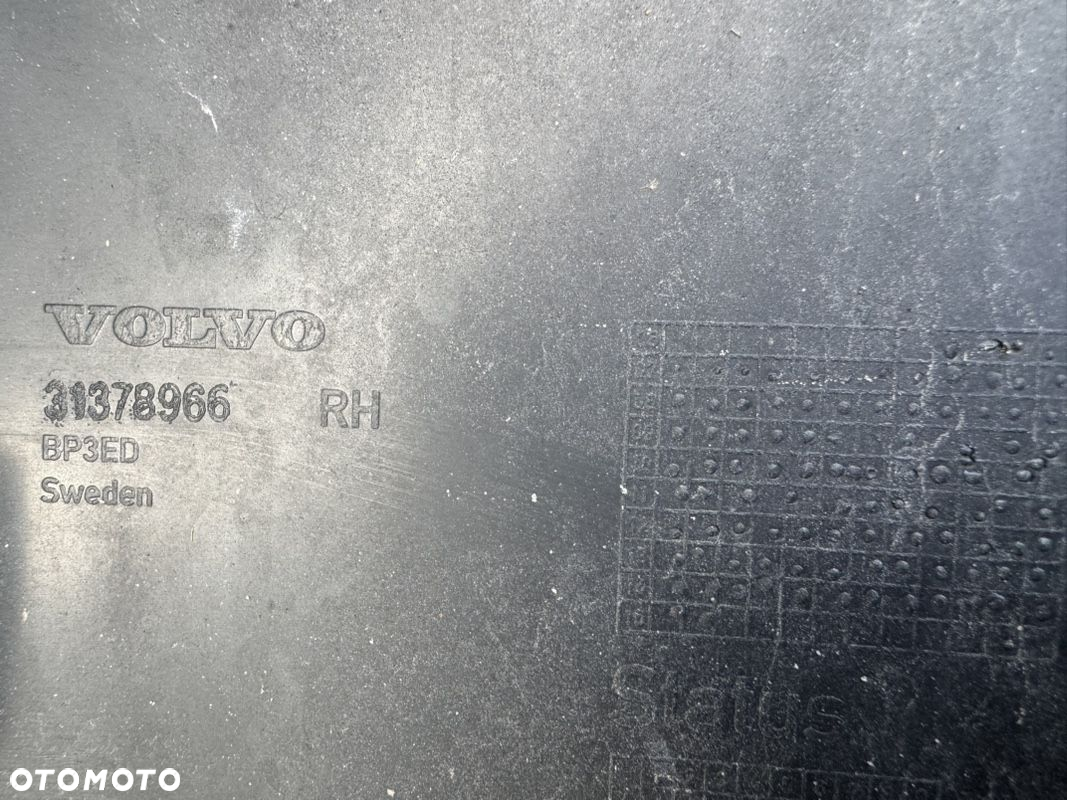 VOLVO
31378966 RH
BP3ED
Sweden
Status
OTOMOTO